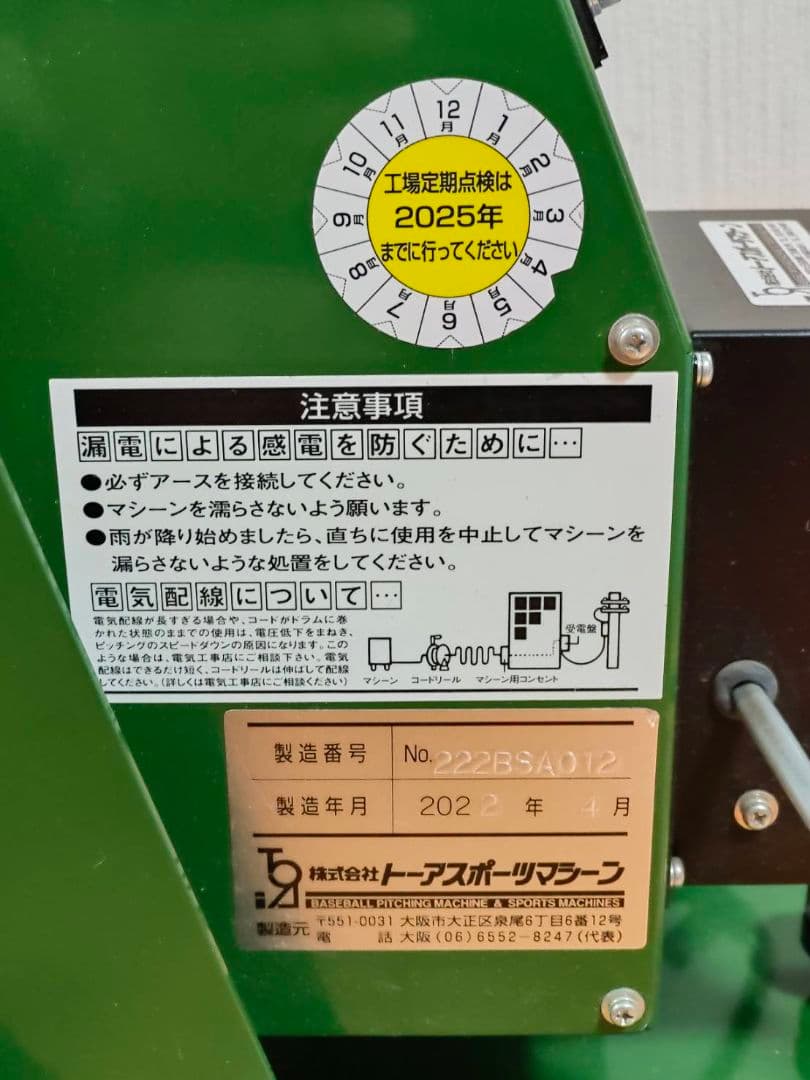 12月
1月
2月
3月
4月
5月
6月
7月
8月
9月
10月
11月
工場定期点検は
2025年
までに行ってください
注意事項
漏電による感電を防ぐために…
●必ずアースを接続してください。
●マシーンを濡らさないよう願います。
●雨が降り始めましたら、直ちに使用を中止してマシーンを
漏らさないような処置をしてください。
電気配線について…
電気配線が長すぎる場合や、コードがドラムに巻
かれた状態のままでの使用は、電圧低下をまねき、
ピッチングのスピードダウンの原因になります。この
ような場合は、電気工事店にご相談下さい。電気
配線はできるだけ短く、コードリールは伸ばして配線
してください。(詳しくは電気工事店にご相談ください)
受電盤
マシーン コードリール マシーン用コンセント
製造番号 No.222BSA012
製造年月 2022年 4月
TOA
株式会社トーアスポーツマシーン
BASEBALL PITCHING MACHINE & SPORTS MACHINES
製造元 〒551-0031 大阪市大正区泉尾6丁目6番12号
電話 大阪(06)6552-8247(代表)